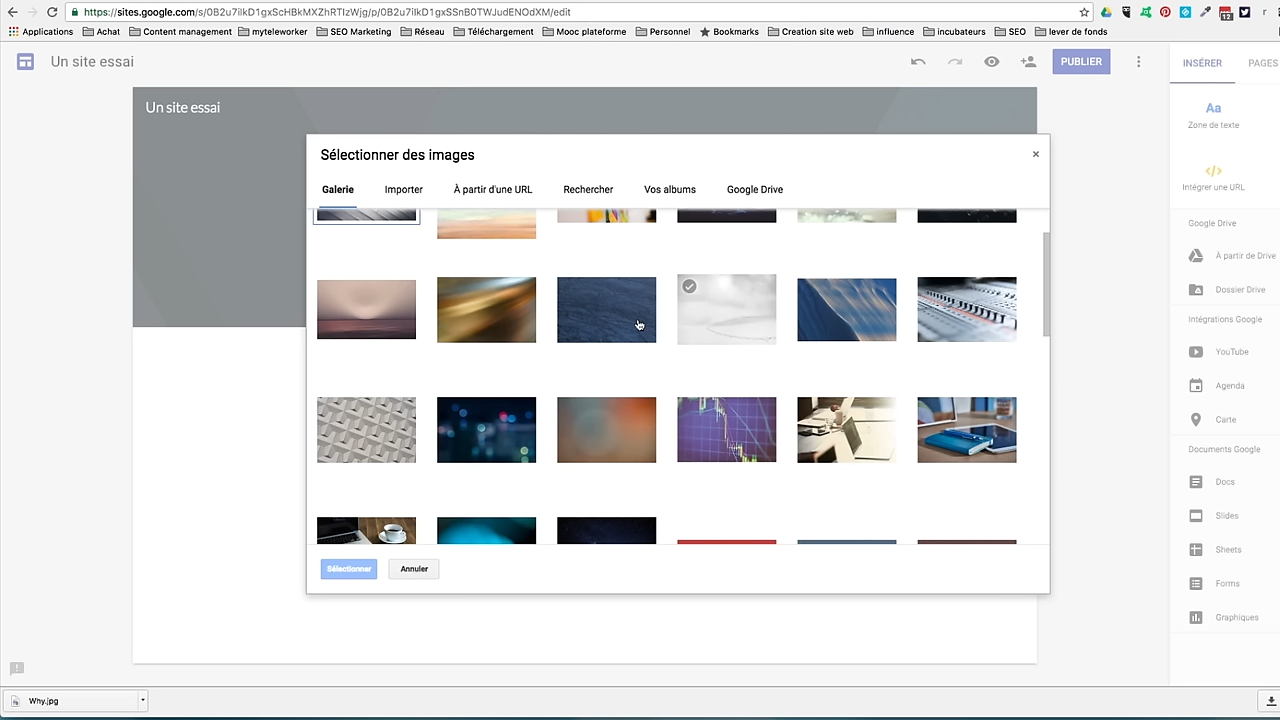 https://sites.google.com/s/0B2u7iIkD1gxScHBkMXZhRTIzWjg/p/0B2u7iIkD1gxSSnB0TWJudENOdXM/edit
12
Applications Achat Content management myteleworker SEO Marketing Réseau Téléchargement Mooc plateforme Personnel Bookmarks Creation site web influence incubateurs SEO lever de fonds
Un site essai
PUBLIER
INSÉRER PAGES
Un site essai
Aa
Zone de texte
Sélectionner des images
×
Galerie Importer À partir d'une URL Rechercher Vos albums Google Drive
</>
Intégrer une URL
Google Drive
À partir de Drive
Dossier Drive
Intégrations Google
YouTube
Agenda
Carte
Documents Google
Docs
Slides
Sheets
Forms
Graphiques
Sélectionner Annuler
Why.jpg